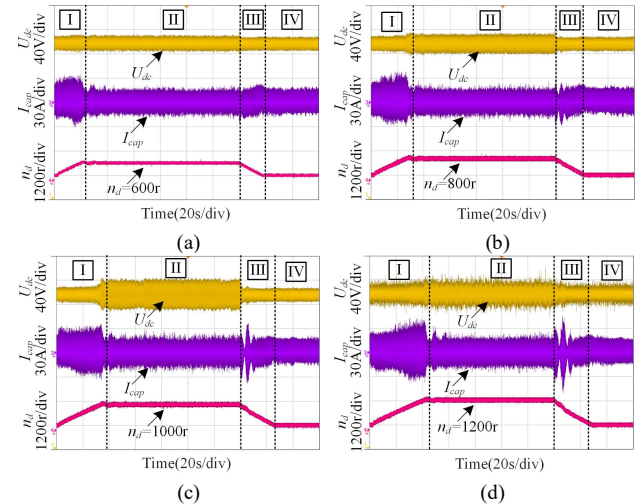 I II III IV
U_dc 40V/div
U_dc
I_cap 30A/div
I_cap
n_d 1200r/div
n_d=600r
Time(20s/div)
(a)
I II III IV
U_dc 40V/div
U_dc
I_cap 30A/div
I_cap
n_d 1200r/div
n_d=800r
Time(20s/div)
(b)
I II III IV
U_dc 40V/div
U_dc
I_cap 30A/div
I_cap
n_d 1200r/div
n_d=1000r
Time(20s/div)
(c)
I II III IV
U_dc 40V/div
U_dc
I_cap 30A/div
I_cap
n_d 1200r/div
n_d=1200r
Time(20s/div)
(d)